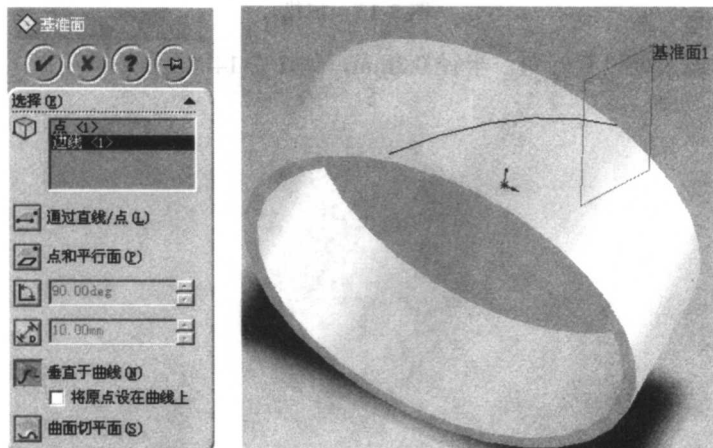 基准面
选择(E)
点 <1>
边线 <1>
通过直线/点(L)
点和平行面(P)
90.00deg
10.00mm
垂直于曲线(N)
将原点设在曲线上
曲面切平面(S)
基准面1